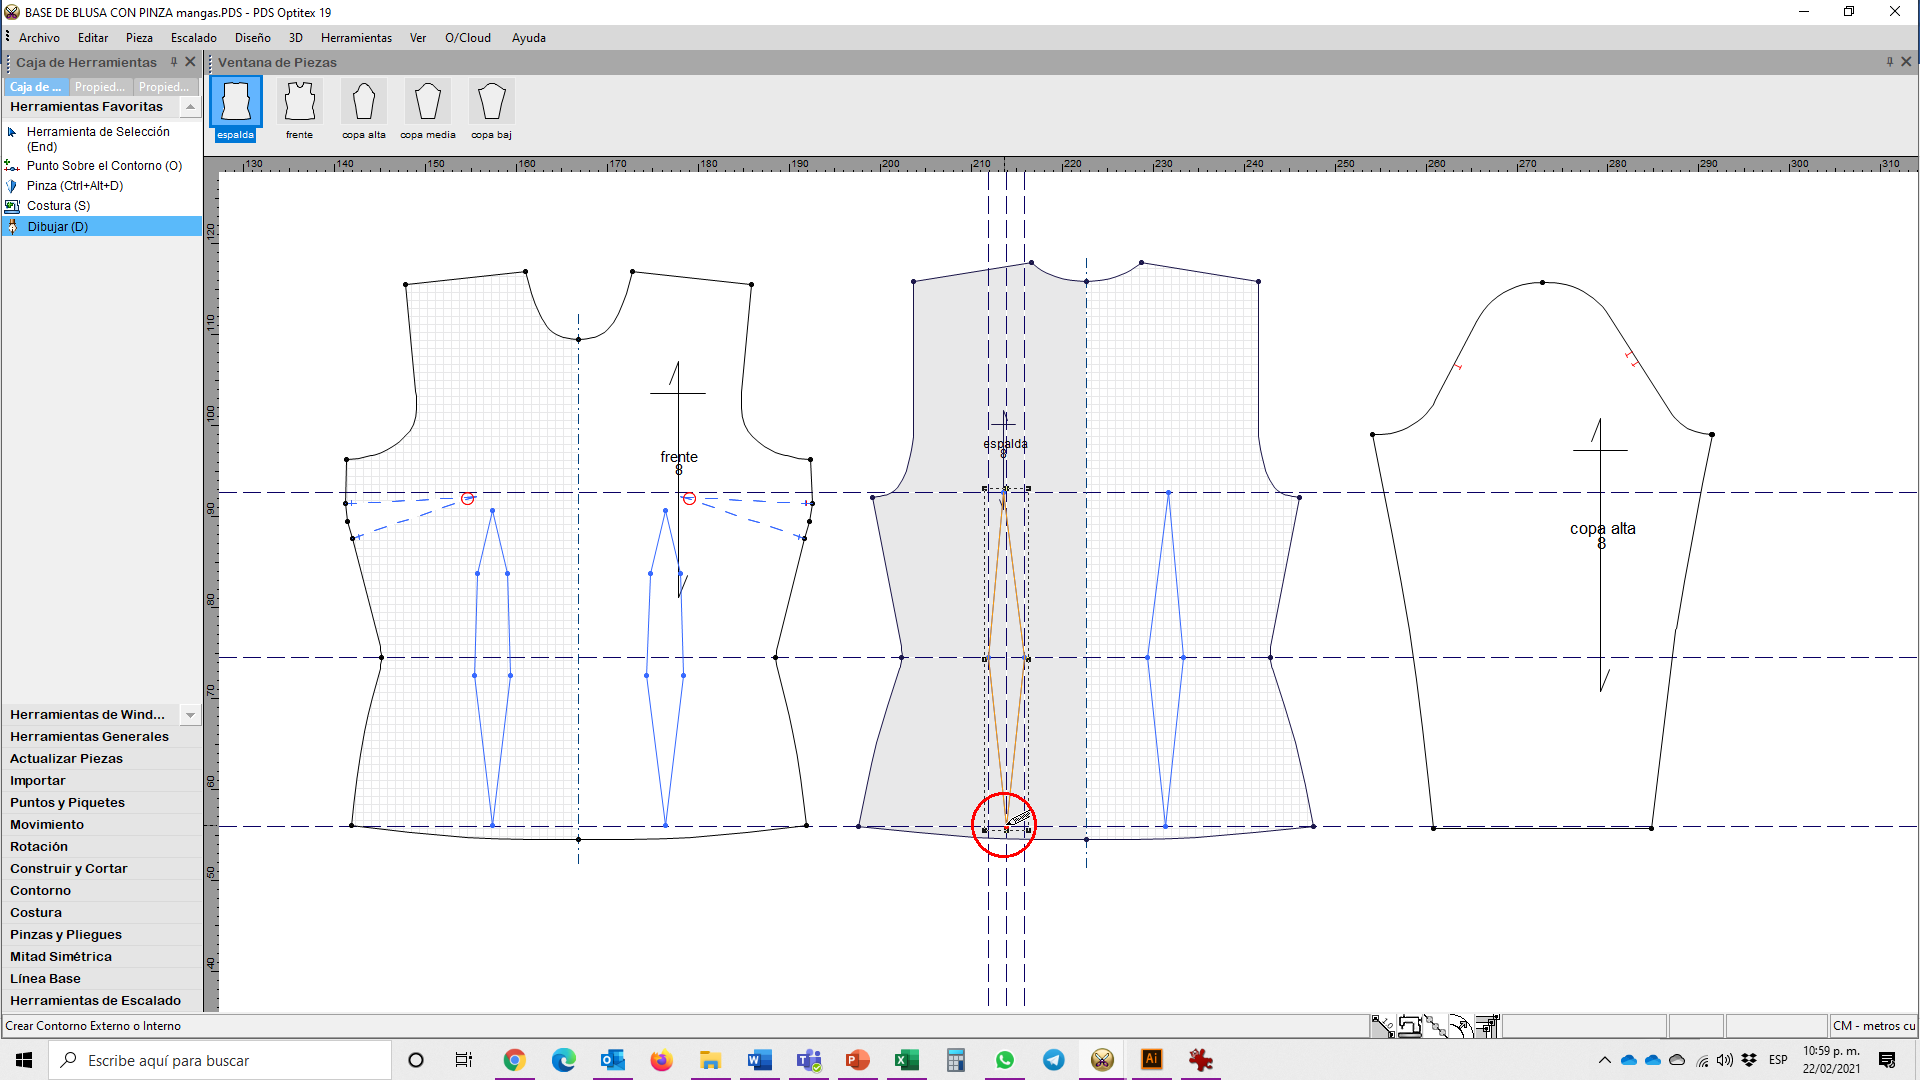 BASE DE BLUSA CON PINZA mangas.PDS - PDS Optitex 19
Archivo Editar Pieza Escalado Diseño 3D Herramientas Ver O/Cloud Ayuda
Caja de Herramientas
Ventana de Piezas
Caja de ... Propied... Propied...
Herramientas Favoritas
Herramienta de Selección
(End)
Punto Sobre el Contorno (O)
Pinza (Ctrl+Alt+D)
Costura (S)
Dibujar (D)
espalda frente copa alta copa media copa baj
130 140 150 160 170 180 190 200 210 220 230 240 250 260 270 280 290 300 310
120
110
100
90
80
70
60
50
40
frente
8
espalda
8
copa alta
8
Herramientas de Wind...
Herramientas Generales
Actualizar Piezas
Importar
Puntos y Piquetes
Movimiento
Rotación
Construir y Cortar
Contorno
Costura
Pinzas y Pliegues
Mitad Simétrica
Línea Base
Herramientas de Escalado
Crear Contorno Externo o Interno
CM - metros cu
Escribe aquí para buscar
ESP
10:59 p. m.
22/02/2021